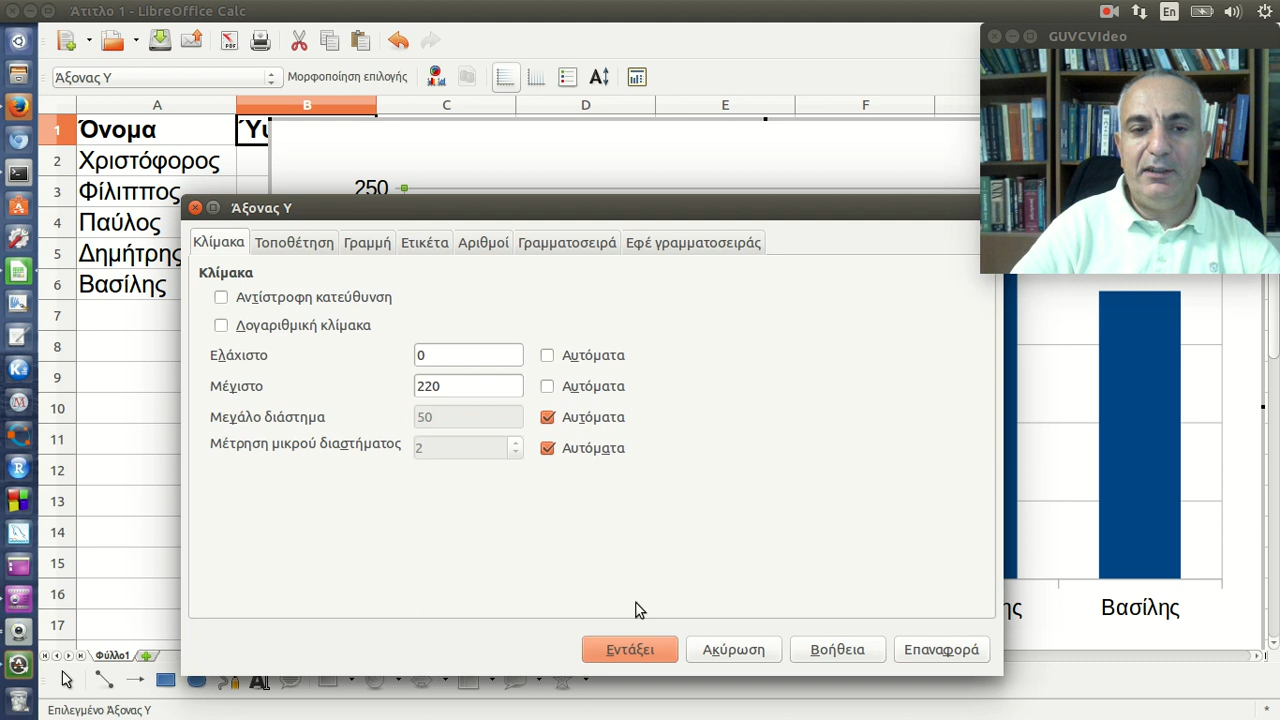 Άτιτλο 1 - LibreOffice Calc
En
GUVCVIdeo
Άξονας Y
Μορφοποίηση επιλογής
A B C D E F
1 Όνομα
2 Χριστόφορος
3 Φίλιππος
4 Παύλος
5 Δημήτρης
6 Βασίλης
7
8
9
10
11
12
13
14
15
16
17
250
Άξονας Y
Κλίμακα Τοποθέτηση Γραμμή Ετικέτα Αριθμοί Γραμματοσειρά Εφέ γραμματοσειράς
Κλίμακα
Αντίστροφη κατεύθυνση
Λογαριθμική κλίμακα
Ελάχιστο 0 Αυτόματα
Μέγιστο 220 Αυτόματα
Μεγάλο διάστημα 50 Αυτόματα
Μέτρηση μικρού διαστήματος 2 Αυτόματα
Εντάξει Ακύρωση Βοήθεια Επαναφορά
ης Βασίλης
Φύλλο1
Επιλεγμένο Άξονας Y